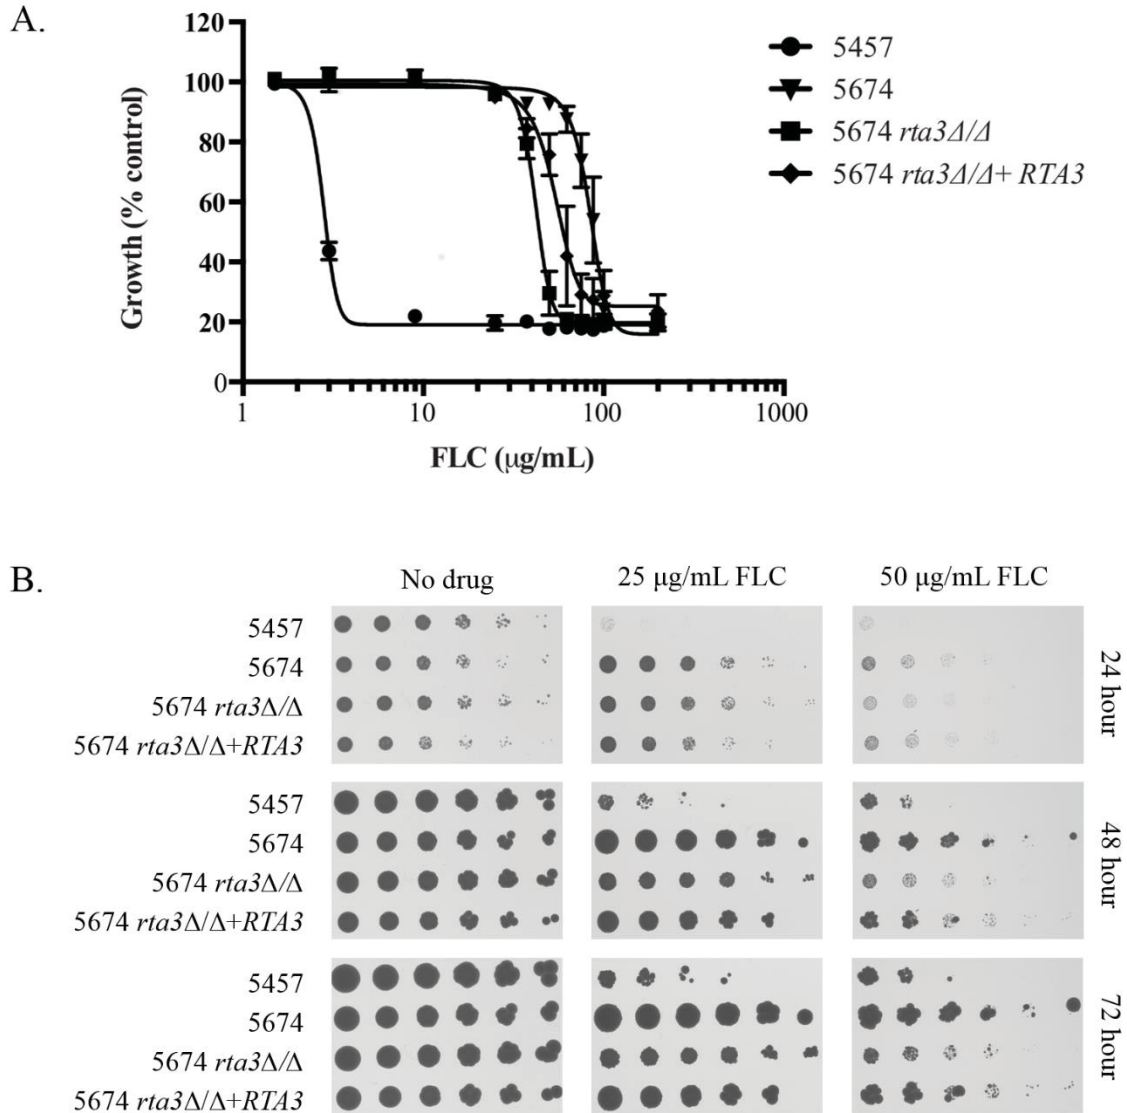 A.
120
100
80
60
40
20
0
Growth (% control)
1
10
100
1000
FLC (μg/mL)
5457
5674
5674 rta3Δ/Δ
5674 rta3Δ/Δ+ RTA3
B.
No drug
25 μg/mL FLC
50 μg/mL FLC
5457
5674
5674 rta3Δ/Δ
5674 rta3Δ/Δ+RTA3
24 hour
5457
5674
5674 rta3Δ/Δ
5674 rta3Δ/Δ+RTA3
48 hour
5457
5674
5674 rta3Δ/Δ
5674 rta3Δ/Δ+RTA3
72 hour